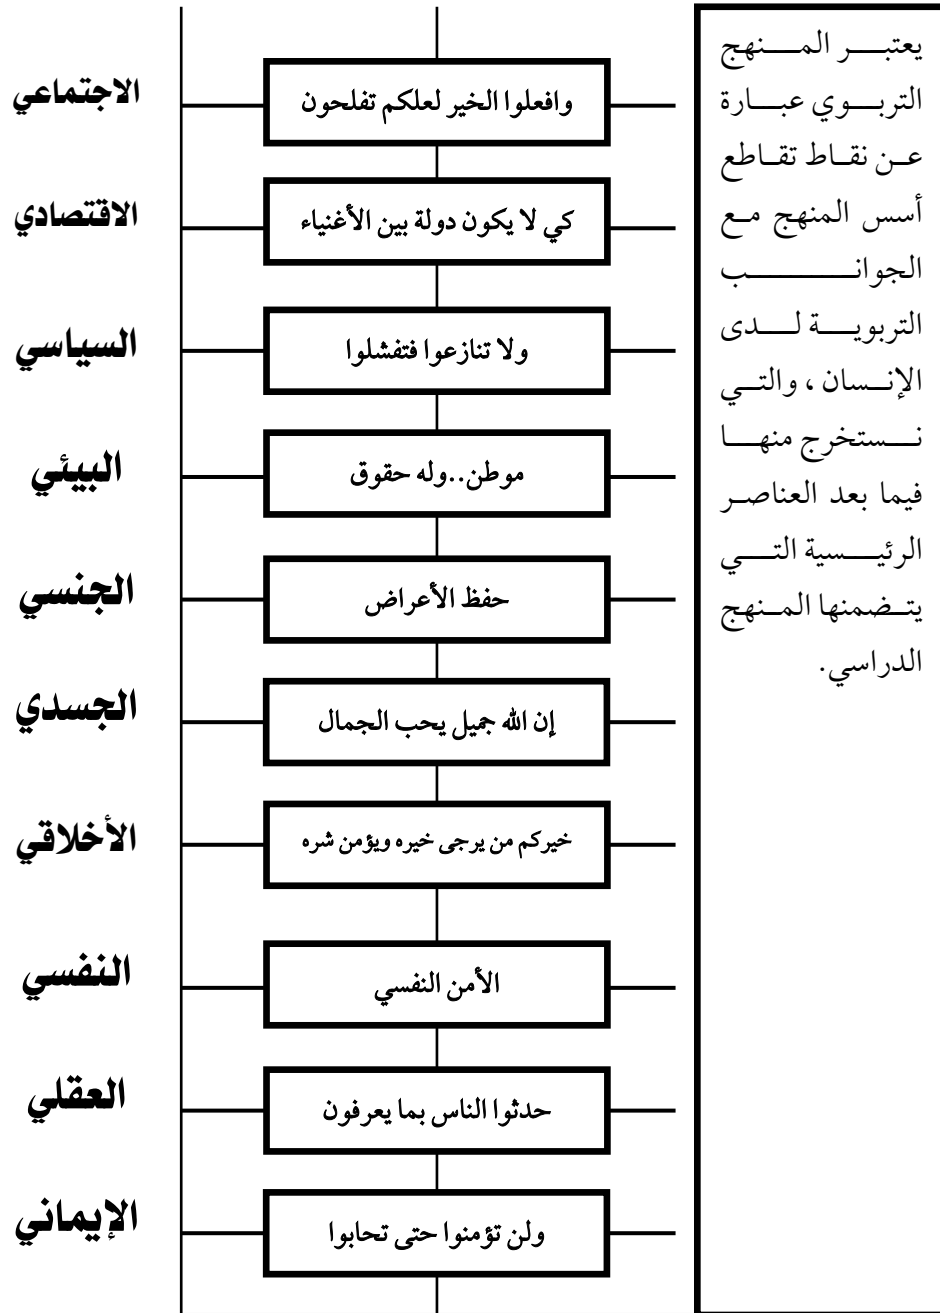 يعتبر المنهج
التربوي عبارة
عن نقاط تقاطع
أسس المنهج مع
الجوانب
التربوية لدى
الإنسان ، والتي
نستخرج منها
فيما بعد العناصر
الرئيسية التي
يتضمنها المنهج
الدراسي.
وافعلوا الخير لعلكم تفلحون
الاجتماعي
كي لا يكون دولة بين الأغنياء
الاقتصادي
ولا تنازعوا فتفشلوا
السياسي
موطن..وله حقوق
البيئي
حفظ الأعراض
الجنسي
إن الله جميل يحب الجمال
الجسدي
خيركم من يرجى خيره ويؤمن شره
الأخلاقي
الأمن النفسي
النفسي
حدثوا الناس بما يعرفون
العقلي
ولن تؤمنوا حتى تحابوا
الإيماني